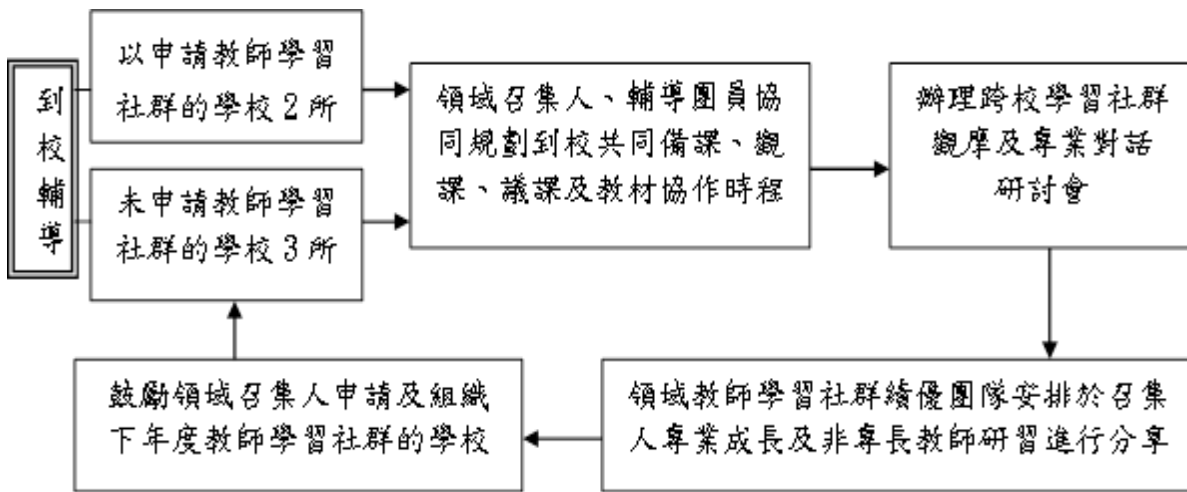 到校輔導
以申請教師學習
社群的學校 2 所
未申請教師學習
社群的學校 3 所
領域召集人、輔導團員協
同規劃到校共同備課、觀
課、議課及教材協作時程
辦理跨校學習社群
觀摩及專業對話
研討會
領域教師學習社群績優團隊安排於召集
人專業成長及非專長教師研習進行分享
鼓勵領域召集人申請及組織
下年度教師學習社群的學校